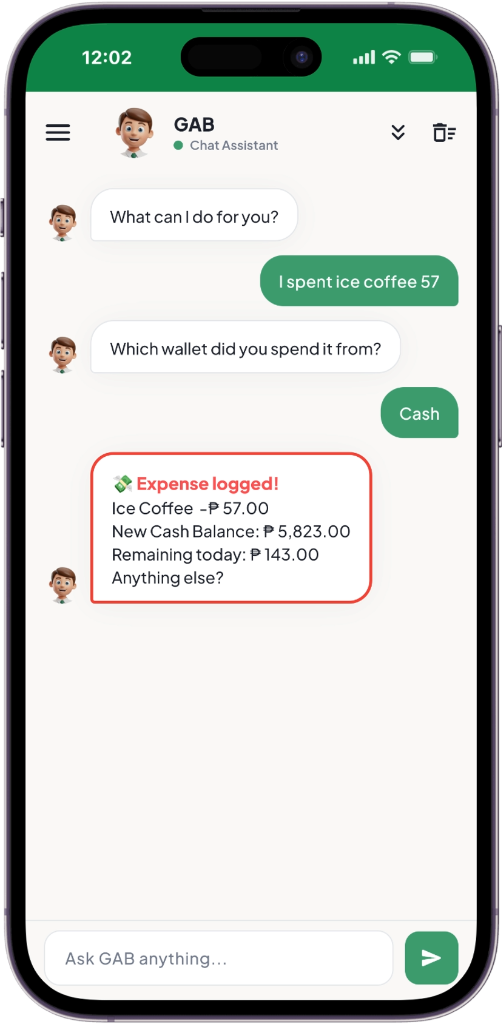 12:02
GAB
Chat Assistant
What can I do for you?
I spent ice coffee 57
Which wallet did you spend it from?
Cash
💸 Expense logged!
Ice Coffee -₱ 57.00
New Cash Balance: ₱ 5,823.00
Remaining today: ₱ 143.00
Anything else?
Ask GAB anything...